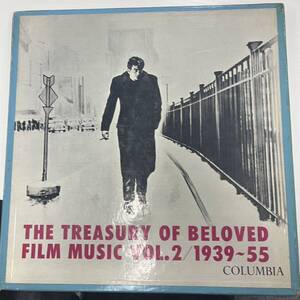 THE TREASURY OF BELOVED
FILM MUSIC VOL.2 / 1939~55
COLUMBIA